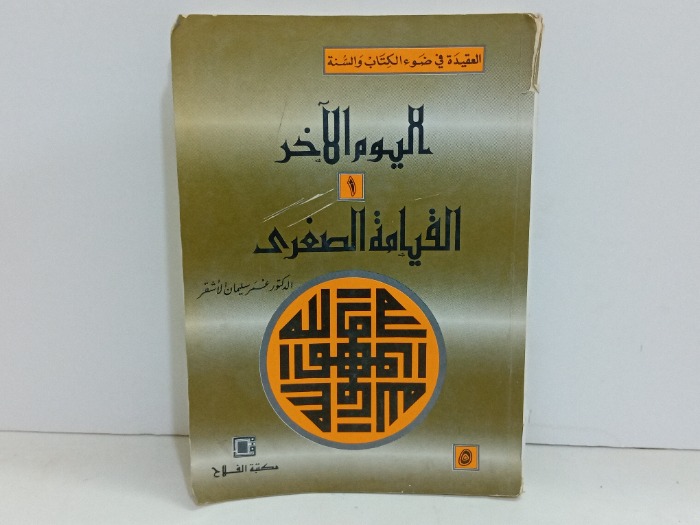 العقيدة في ضوء الكتاب والسنة
اليوم الآخر
١
القيامة الصغرى
الدكتور عمر سليمان الأشقر
٥
مكتبة الفلاح